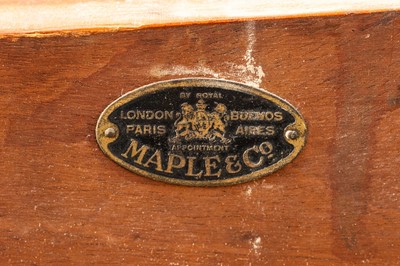 BY ROYAL
LONDON BUENOS
PARIS AIRES
APPOINTMENT
MAPLE & Co